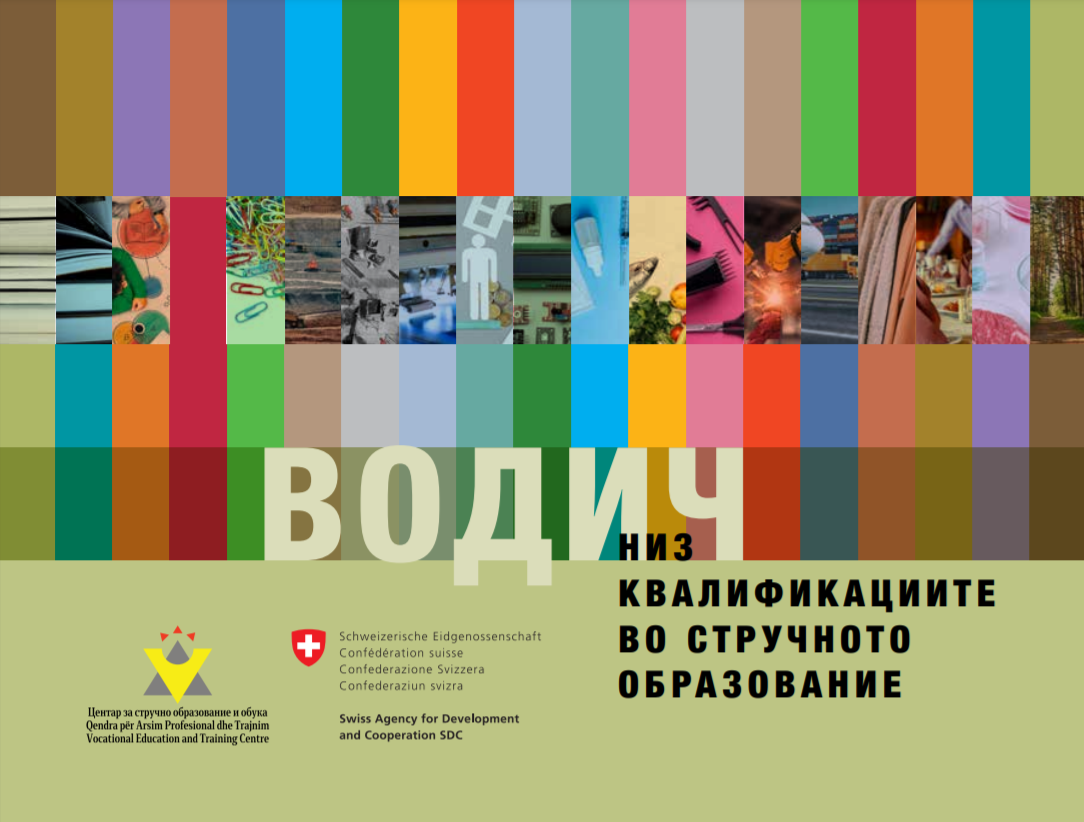 ВОДИЧ
НИЗ
КВАЛИФИКАЦИИТЕ
ВО СТРУЧНОТО
ОБРАЗОВАНИЕ
Центар за стручно образование и обука
Qendra për Arsim Profesional dhe Trajnim
Vocational Education and Training Centre
Schweizerische Eidgenossenschaft
Confédération suisse
Confederazione Svizzera
Confederaziun svizra
Swiss Agency for Development
and Cooperation SDC